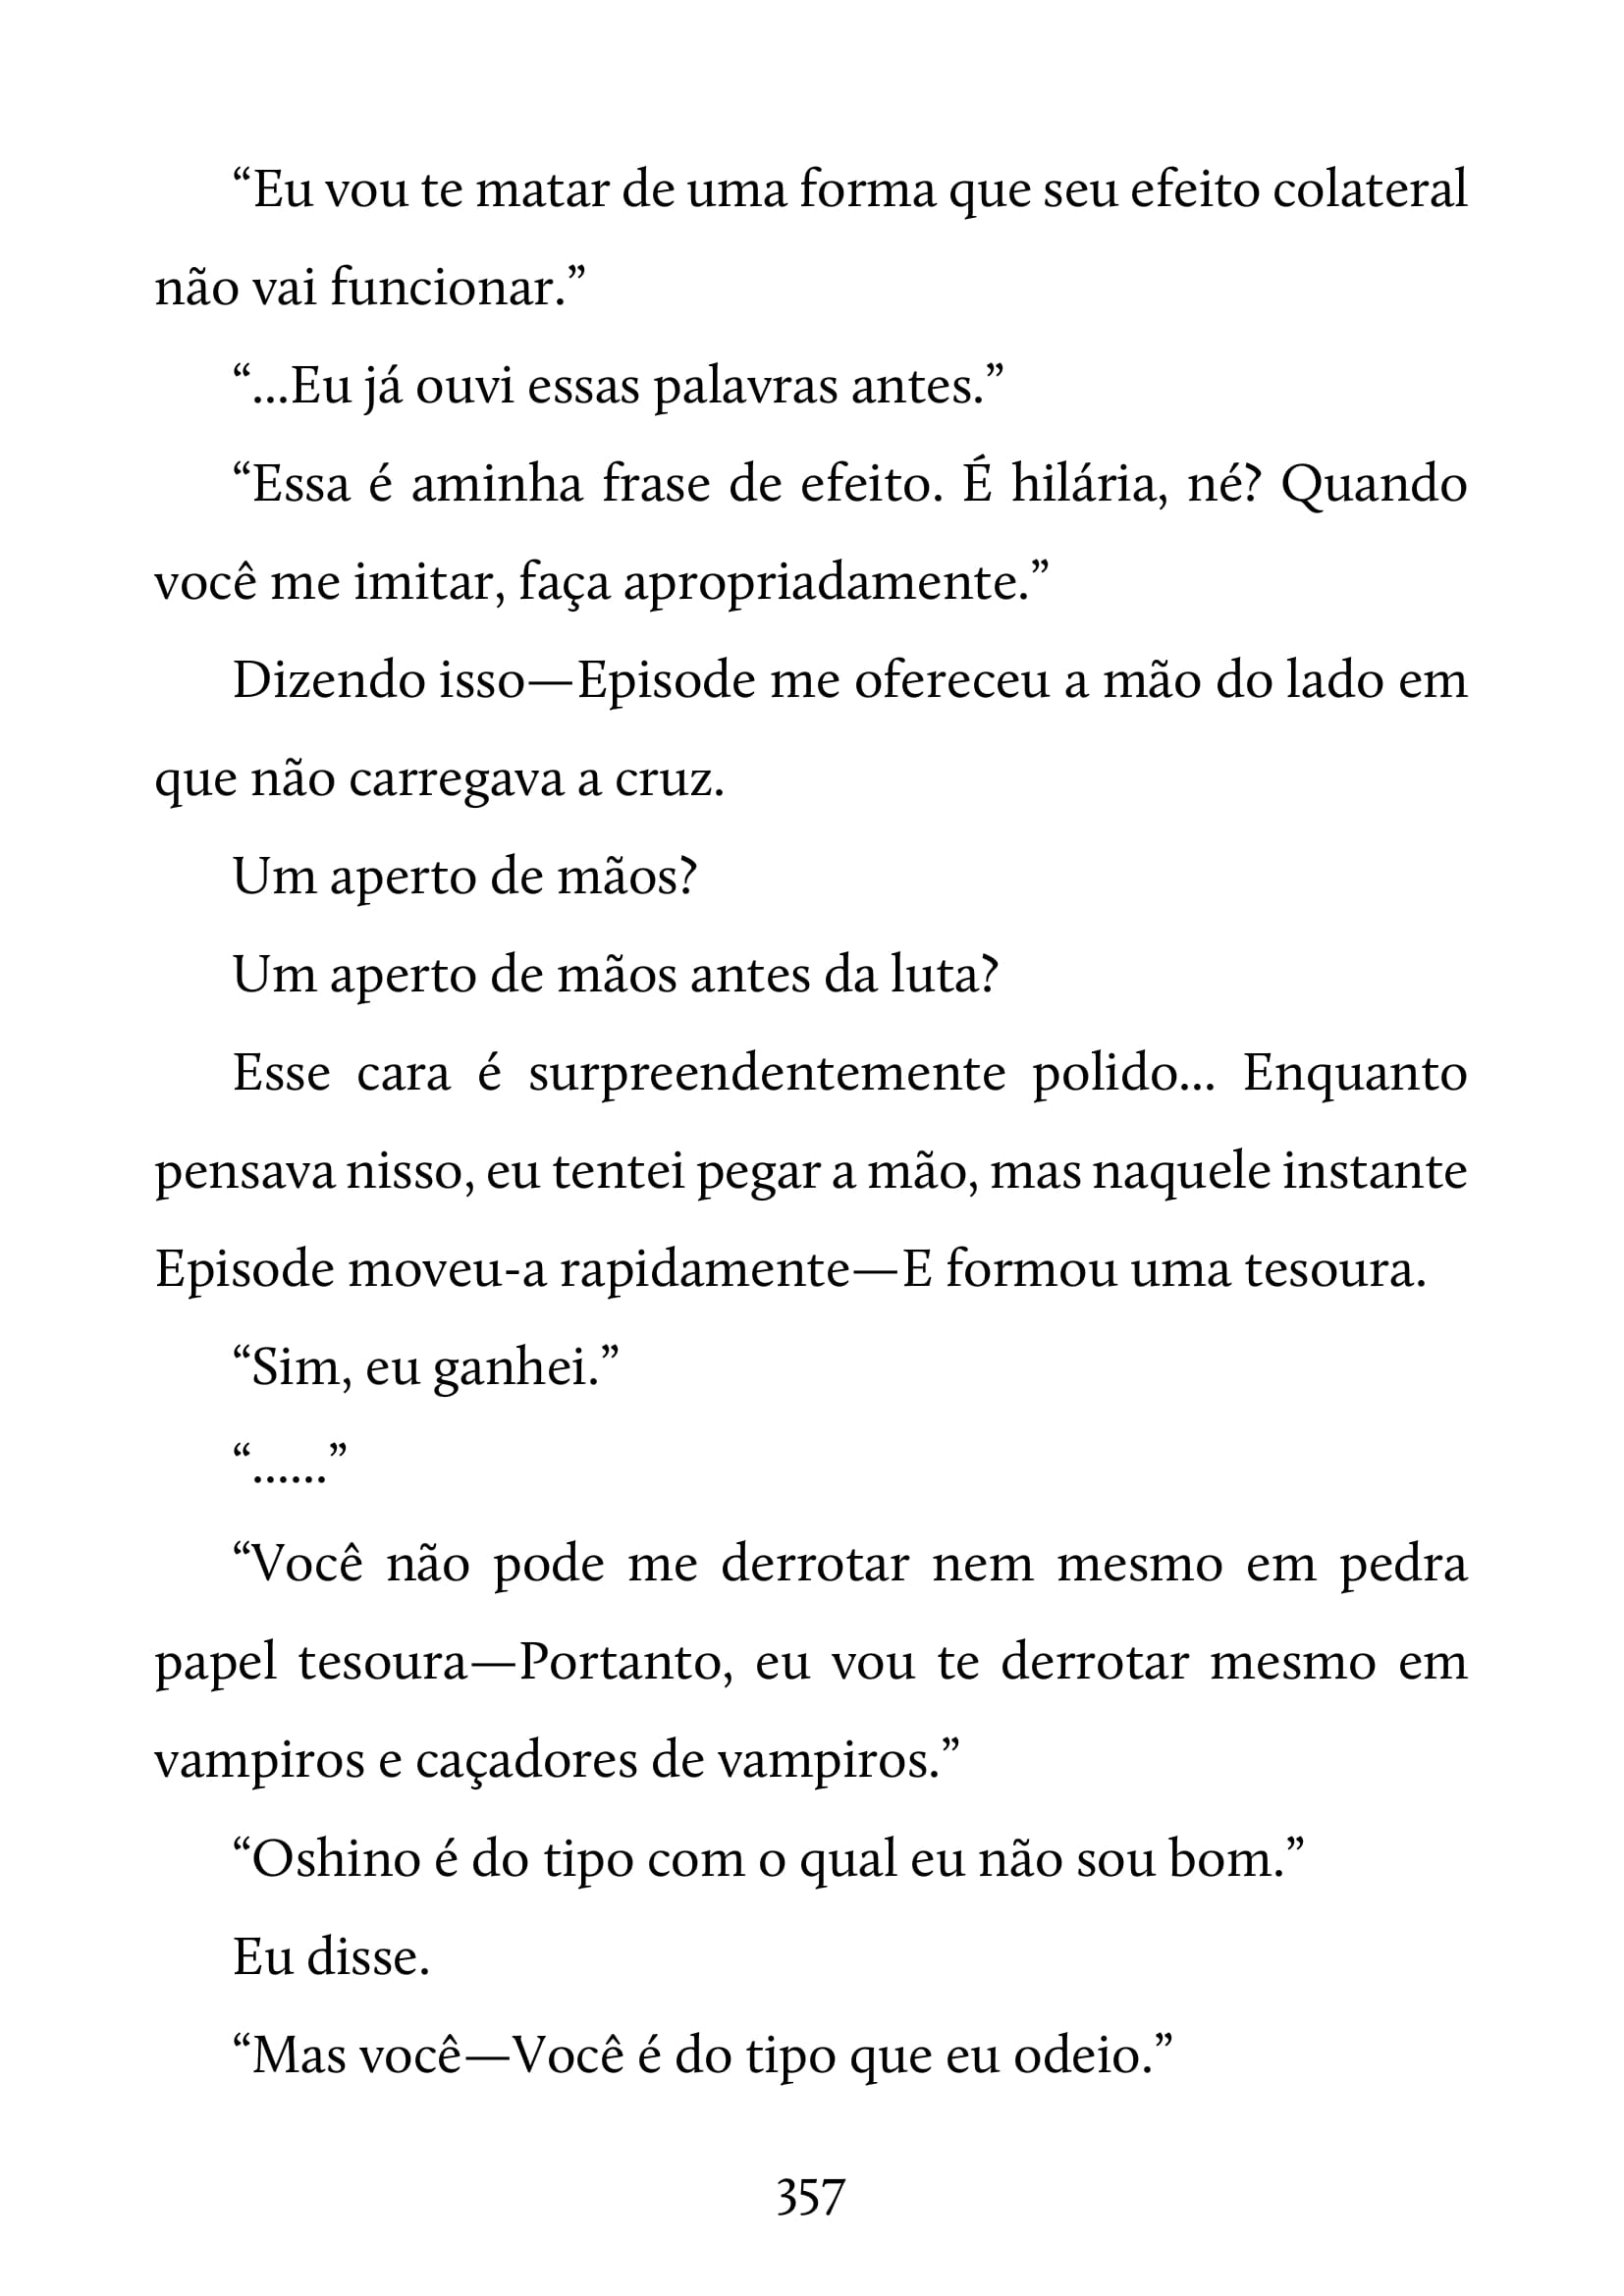 “Eu vou te matar de uma forma que seu efeito colateral
não vai funcionar.”
“...Eu já ouvi essas palavras antes.”
“Essa é aminha frase de efeito. É hilária, né? Quando
você me imitar, faça apropriadamente.”
Dizendo isso—Episode me ofereceu a mão do lado em
que não carregava a cruz.
Um aperto de mãos?
Um aperto de mãos antes da luta?
Esse cara é surpreendentemente polido... Enquanto
pensava nisso, eu tentei pegar a mão, mas naquele instante
Episode moveu-a rapidamente—E formou uma tesoura.
“Sim, eu ganhei.”
“......”
“Você não pode me derrotar nem mesmo em pedra
papel tesoura—Portanto, eu vou te derrotar mesmo em
vampiros e caçadores de vampiros.”
“Oshino é do tipo com o qual eu não sou bom.”
Eu disse.
“Mas você—Você é do tipo que eu odeio.”
357